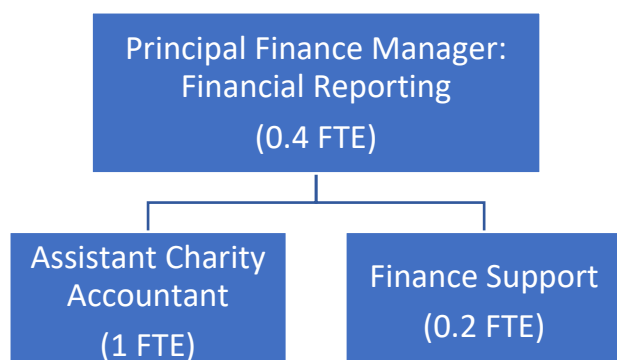 Principal Finance Manager:
Financial Reporting
(0.4 FTE)
Assistant Charity
Accountant
(1 FTE)
Finance Support
(0.2 FTE)